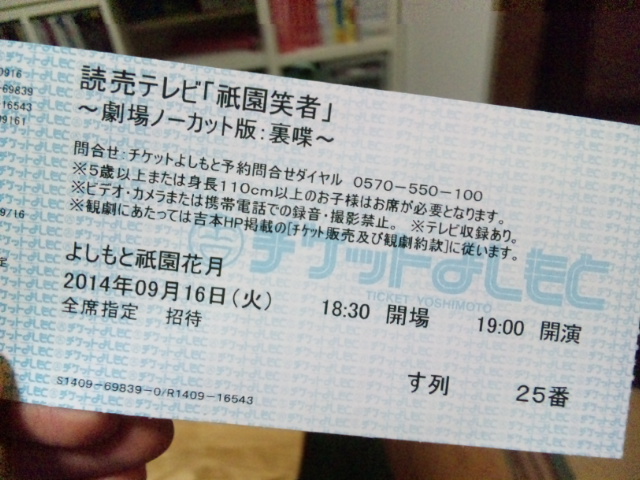 読売テレビ「祇園笑者」
～劇場ノーカット版：裏喋～
問合せ：チケットよしもと予約問合せダイヤル 0570-550-100
※5歳以上または身長110cm以上のお子様はお席が必要となります。
※ビデオ・カメラまたは携帯電話での録音・撮影禁止。 ※テレビ収録あり。
※観劇にあたっては吉本HP掲載の[チケット販売及び観劇約款]に従います。
よしもと祇園花月
2014年09月16日(火) 18:30 開場 19:00 開演
全席指定 招待
す列 25番
S1409-69839-0/R1409-16543
チケットよしもと
TICKET YOSHIMOTO
0916
69839
16543
09161
09/16
定